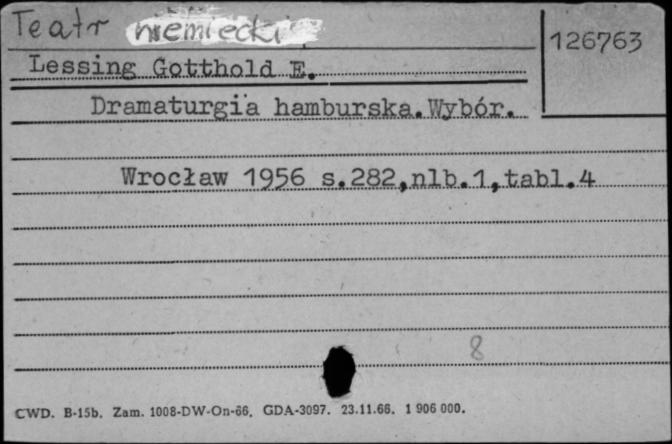 Teatr niemiecki
126763
Lessing Gotthold E.
Dramaturgia hamburska.Wybór.
Wrocław 1956 s.282,nlb.1,tabl.4
8
CWD. B-15b. Zam. 1008-DW-On-66. GDA-3097. 23.11.66. 1 906 000.